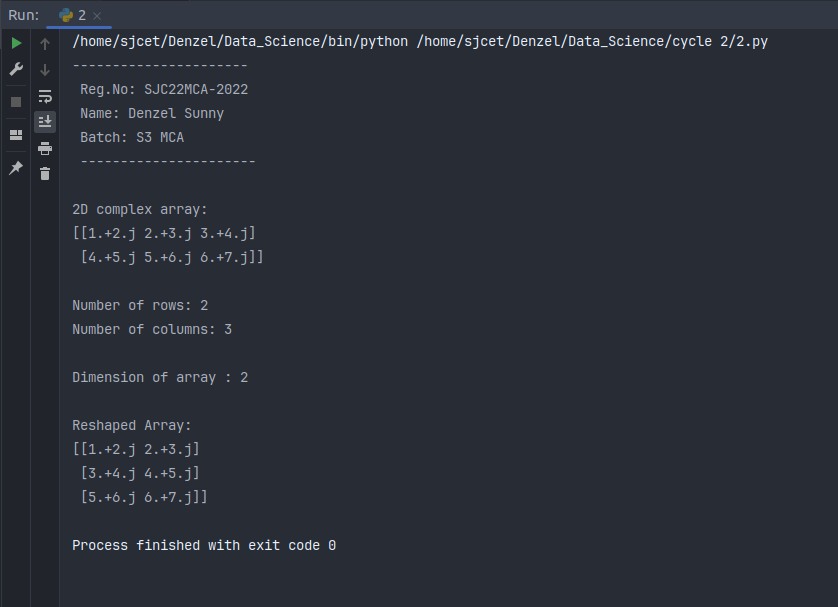 Run: 2
/home/sjcet/Denzel/Data_Science/bin/python /home/sjcet/Denzel/Data_Science/cycle 2/2.py
----------------------
 Reg.No: SJC22MCA-2022
 Name: Denzel Sunny
 Batch: S3 MCA
 ----------------------
2D complex array:
[[1.+2.j 2.+3.j 3.+4.j]
 [4.+5.j 5.+6.j 6.+7.j]]
Number of rows: 2
Number of columns: 3
Dimension of array : 2
Reshaped Array:
[[1.+2.j 2.+3.j]
 [3.+4.j 4.+5.j]
 [5.+6.j 6.+7.j]]
Process finished with exit code 0